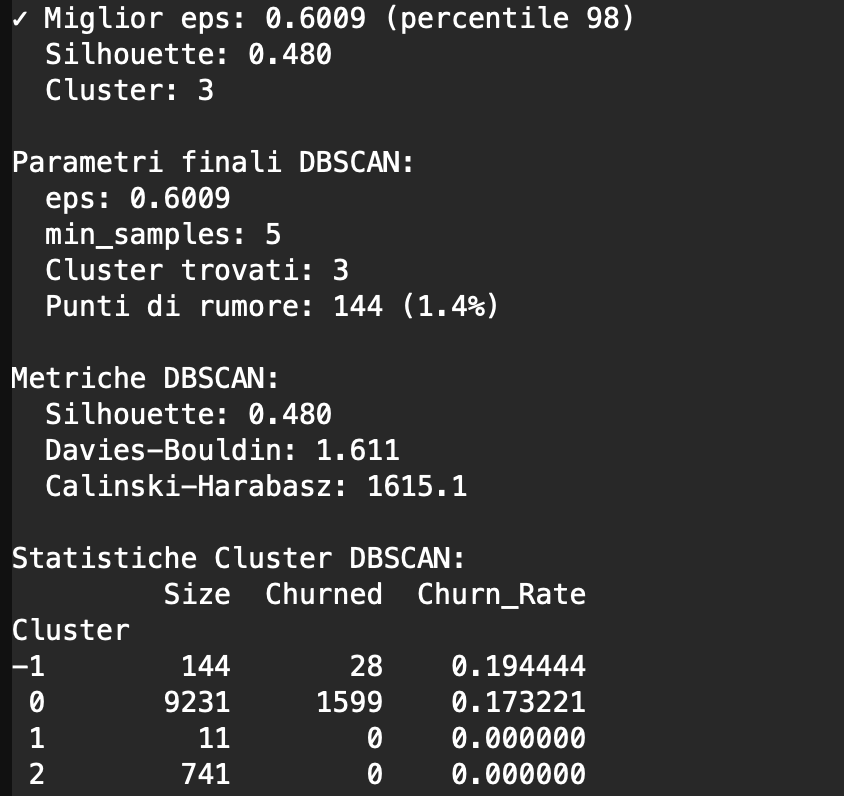 ✓ Miglior eps: 0.6009 (percentile 98)
Silhouette: 0.480
Cluster: 3
Parametri finali DBSCAN:
eps: 0.6009
min_samples: 5
Cluster trovati: 3
Punti di rumore: 144 (1.4%)
Metriche DBSCAN:
Silhouette: 0.480
Davies-Bouldin: 1.611
Calinski-Harabasz: 1615.1
Statistiche Cluster DBSCAN:
Size Churned Churn_Rate
Cluster
-1 144 28 0.194444
0 9231 1599 0.173221
1 11 0 0.000000
2 741 0 0.000000